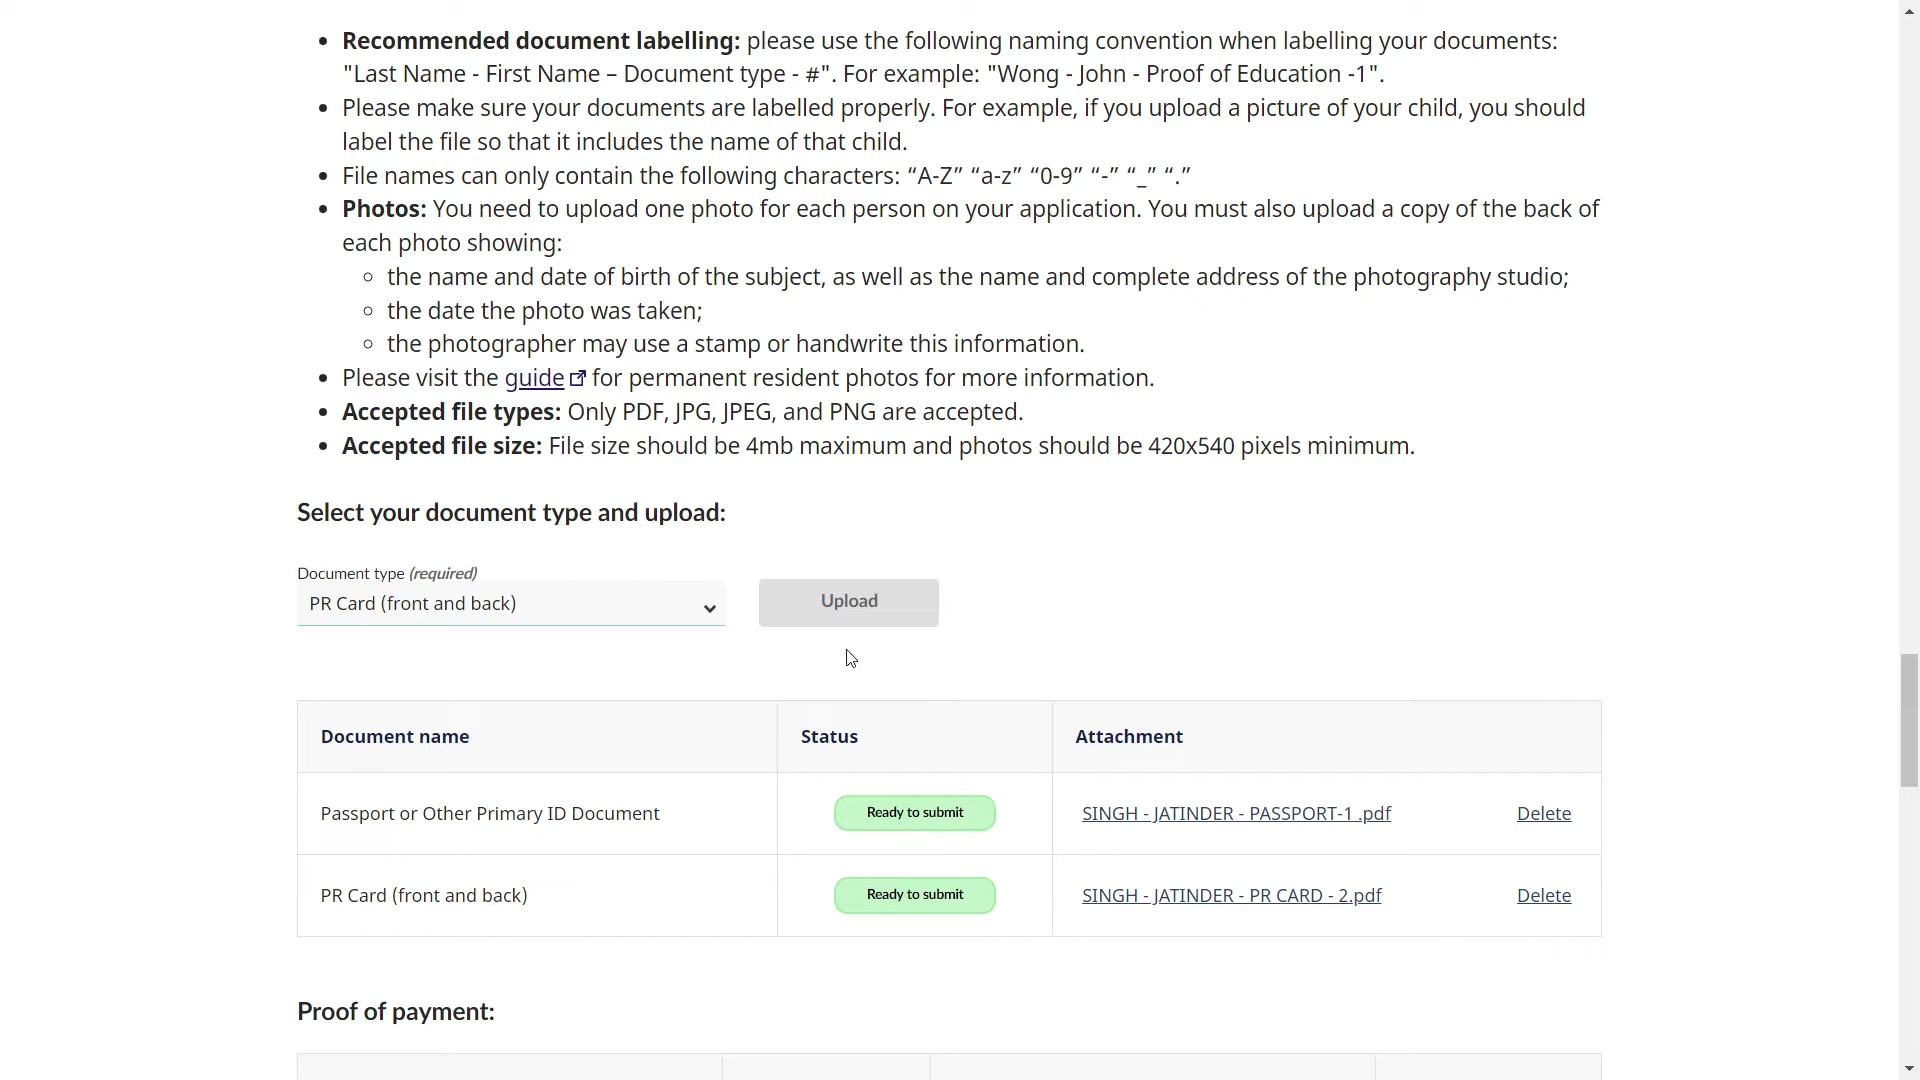 Recommended document labelling: please use the following naming convention when labelling your documents:
"Last Name - First Name – Document type - #". For example: "Wong - John - Proof of Education -1".
Please make sure your documents are labelled properly. For example, if you upload a picture of your child, you should
label the file so that it includes the name of that child.
File names can only contain the following characters: “A-Z” “a-z” “0-9” “-” “_” “.”
Photos: You need to upload one photo for each person on your application. You must also upload a copy of the back of
each photo showing:
the name and date of birth of the subject, as well as the name and complete address of the photography studio;
the date the photo was taken;
the photographer may use a stamp or handwrite this information.
Please visit the guide for permanent resident photos for more information.
Accepted file types: Only PDF, JPG, JPEG, and PNG are accepted.
Accepted file size: File size should be 4mb maximum and photos should be 420x540 pixels minimum.
Select your document type and upload:
Document type (required)
PR Card (front and back)
Upload
Document name Status Attachment
Passport or Other Primary ID Document Ready to submit SINGH - JATINDER - PASSPORT-1 .pdf Delete
PR Card (front and back) Ready to submit SINGH - JATINDER - PR CARD - 2.pdf Delete
Proof of payment: